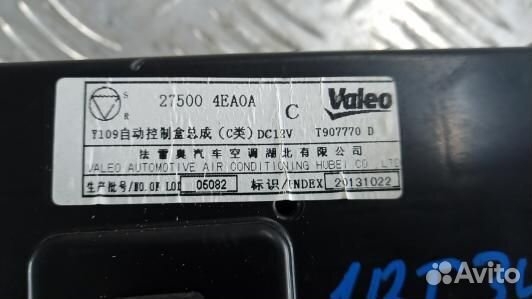 S
R
27500 4EA0A
C
Valeo
Y109自动控制盒总成 (C类) DC12V T907770 D
法雷奥汽车空调湖北有限公司
VALEO AUTOMOTIVE AIR CONDITIONING HUBEI CO LTD
生产批号/NO.OF LOT 05082 标识/INDEX 20131022
Avito